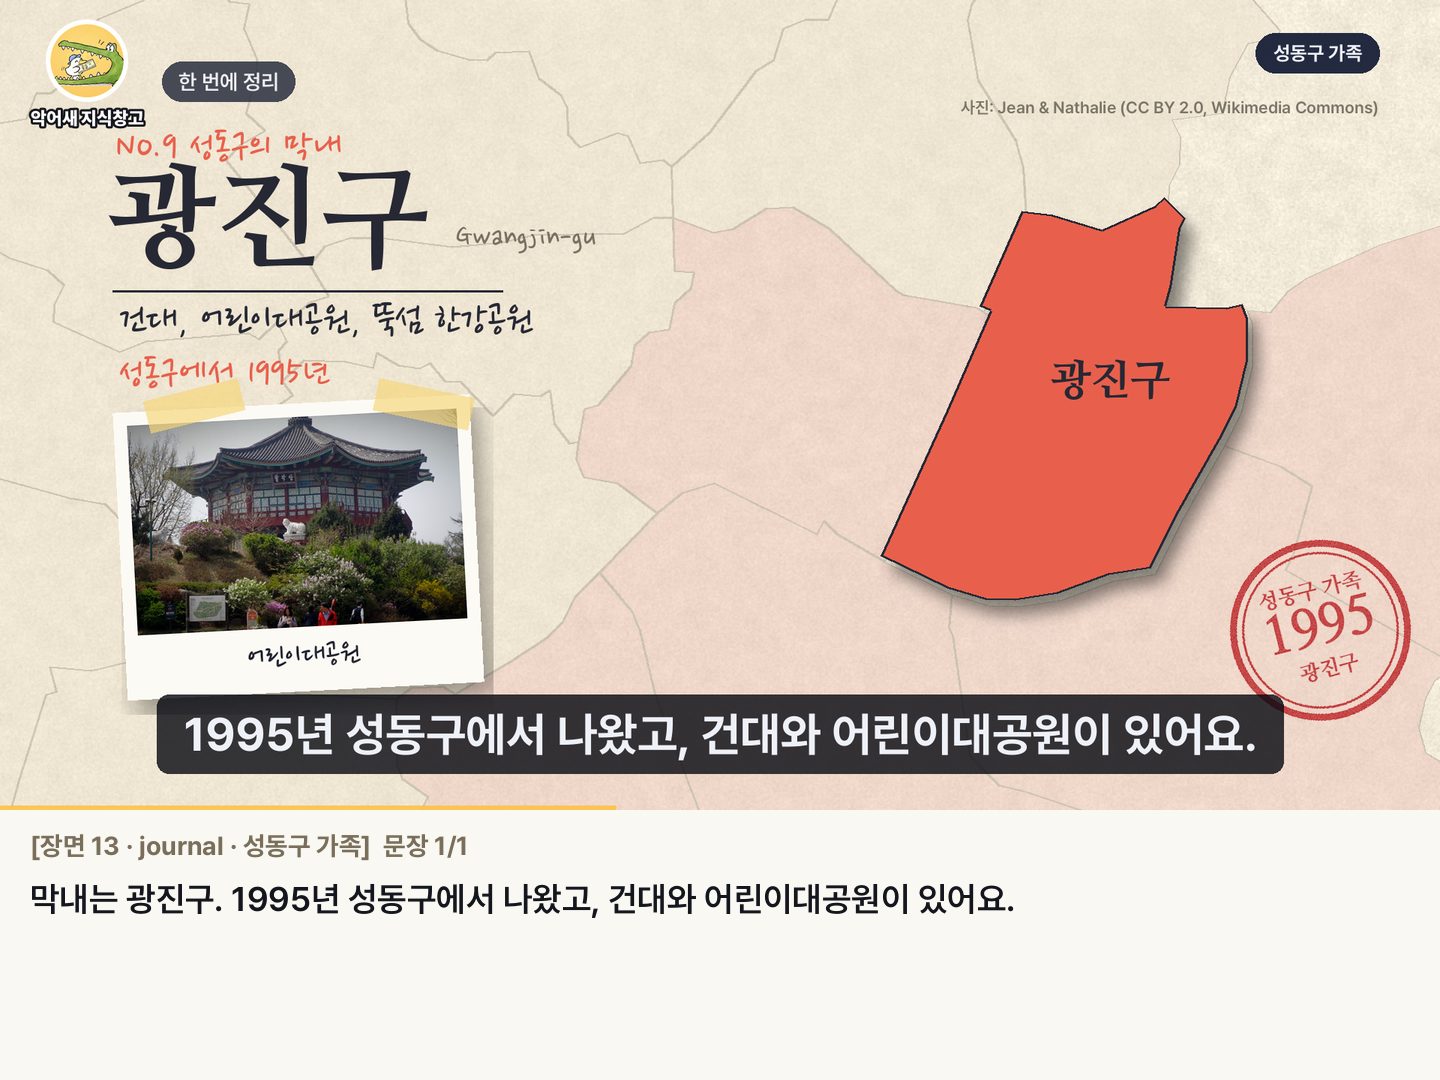 악어새 지식창고
한 번에 정리
성동구 가족
사진: Jean & Nathalie (CC BY 2.0, Wikimedia Commons)
NO.9 성동구의 막내
광진구
Gwangjin-gu
건대, 어린이대공원, 뚝섬 한강공원
성동구에서 1995년
어린이대공원
광진구
성동구 가족
1995
광진구
1995년 성동구에서 나왔고, 건대와 어린이대공원이 있어요.
[장면 13 · journal · 성동구 가족] 문장 1/1
막내는 광진구. 1995년 성동구에서 나왔고, 건대와 어린이대공원이 있어요.